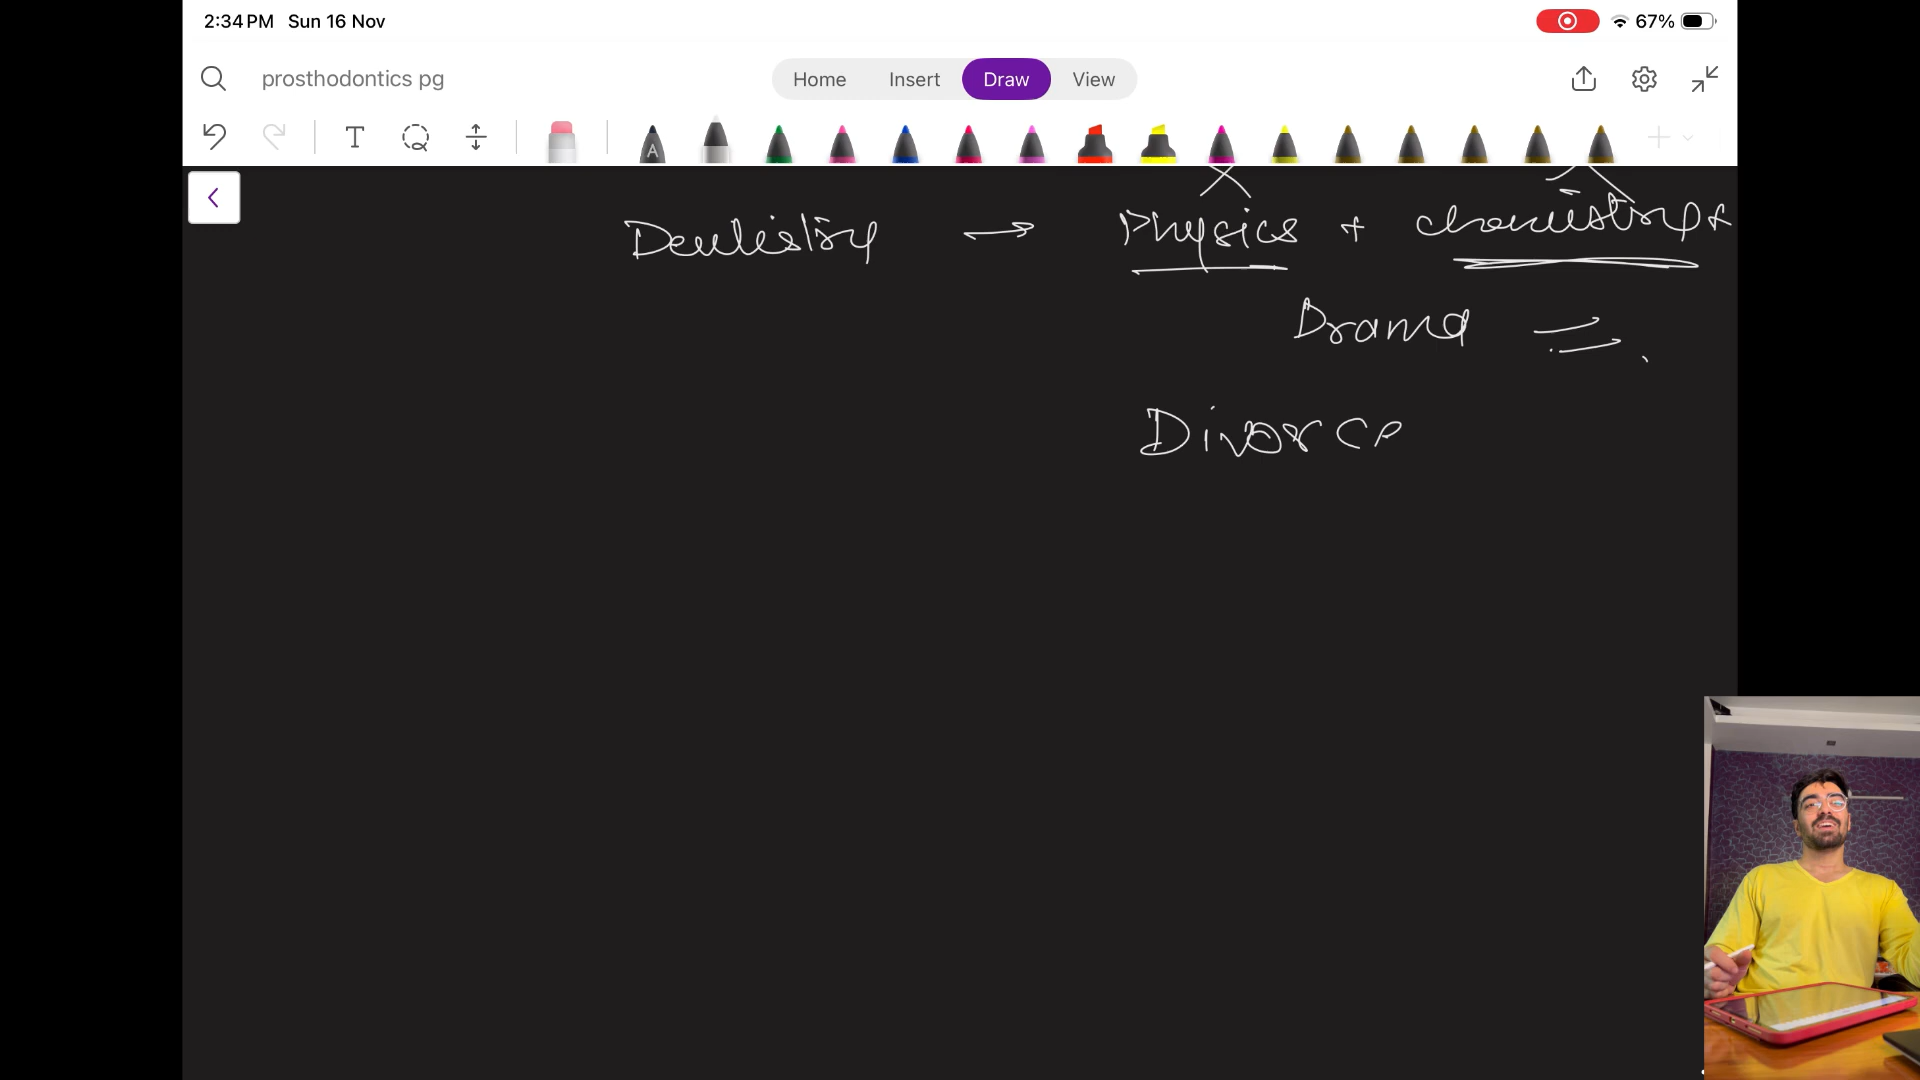 2:34 PM Sun 16 Nov 67%
prosthodontics pg Home Insert Draw View
T A
Dentistry → Physics + chemistry +
Drama
Divorce